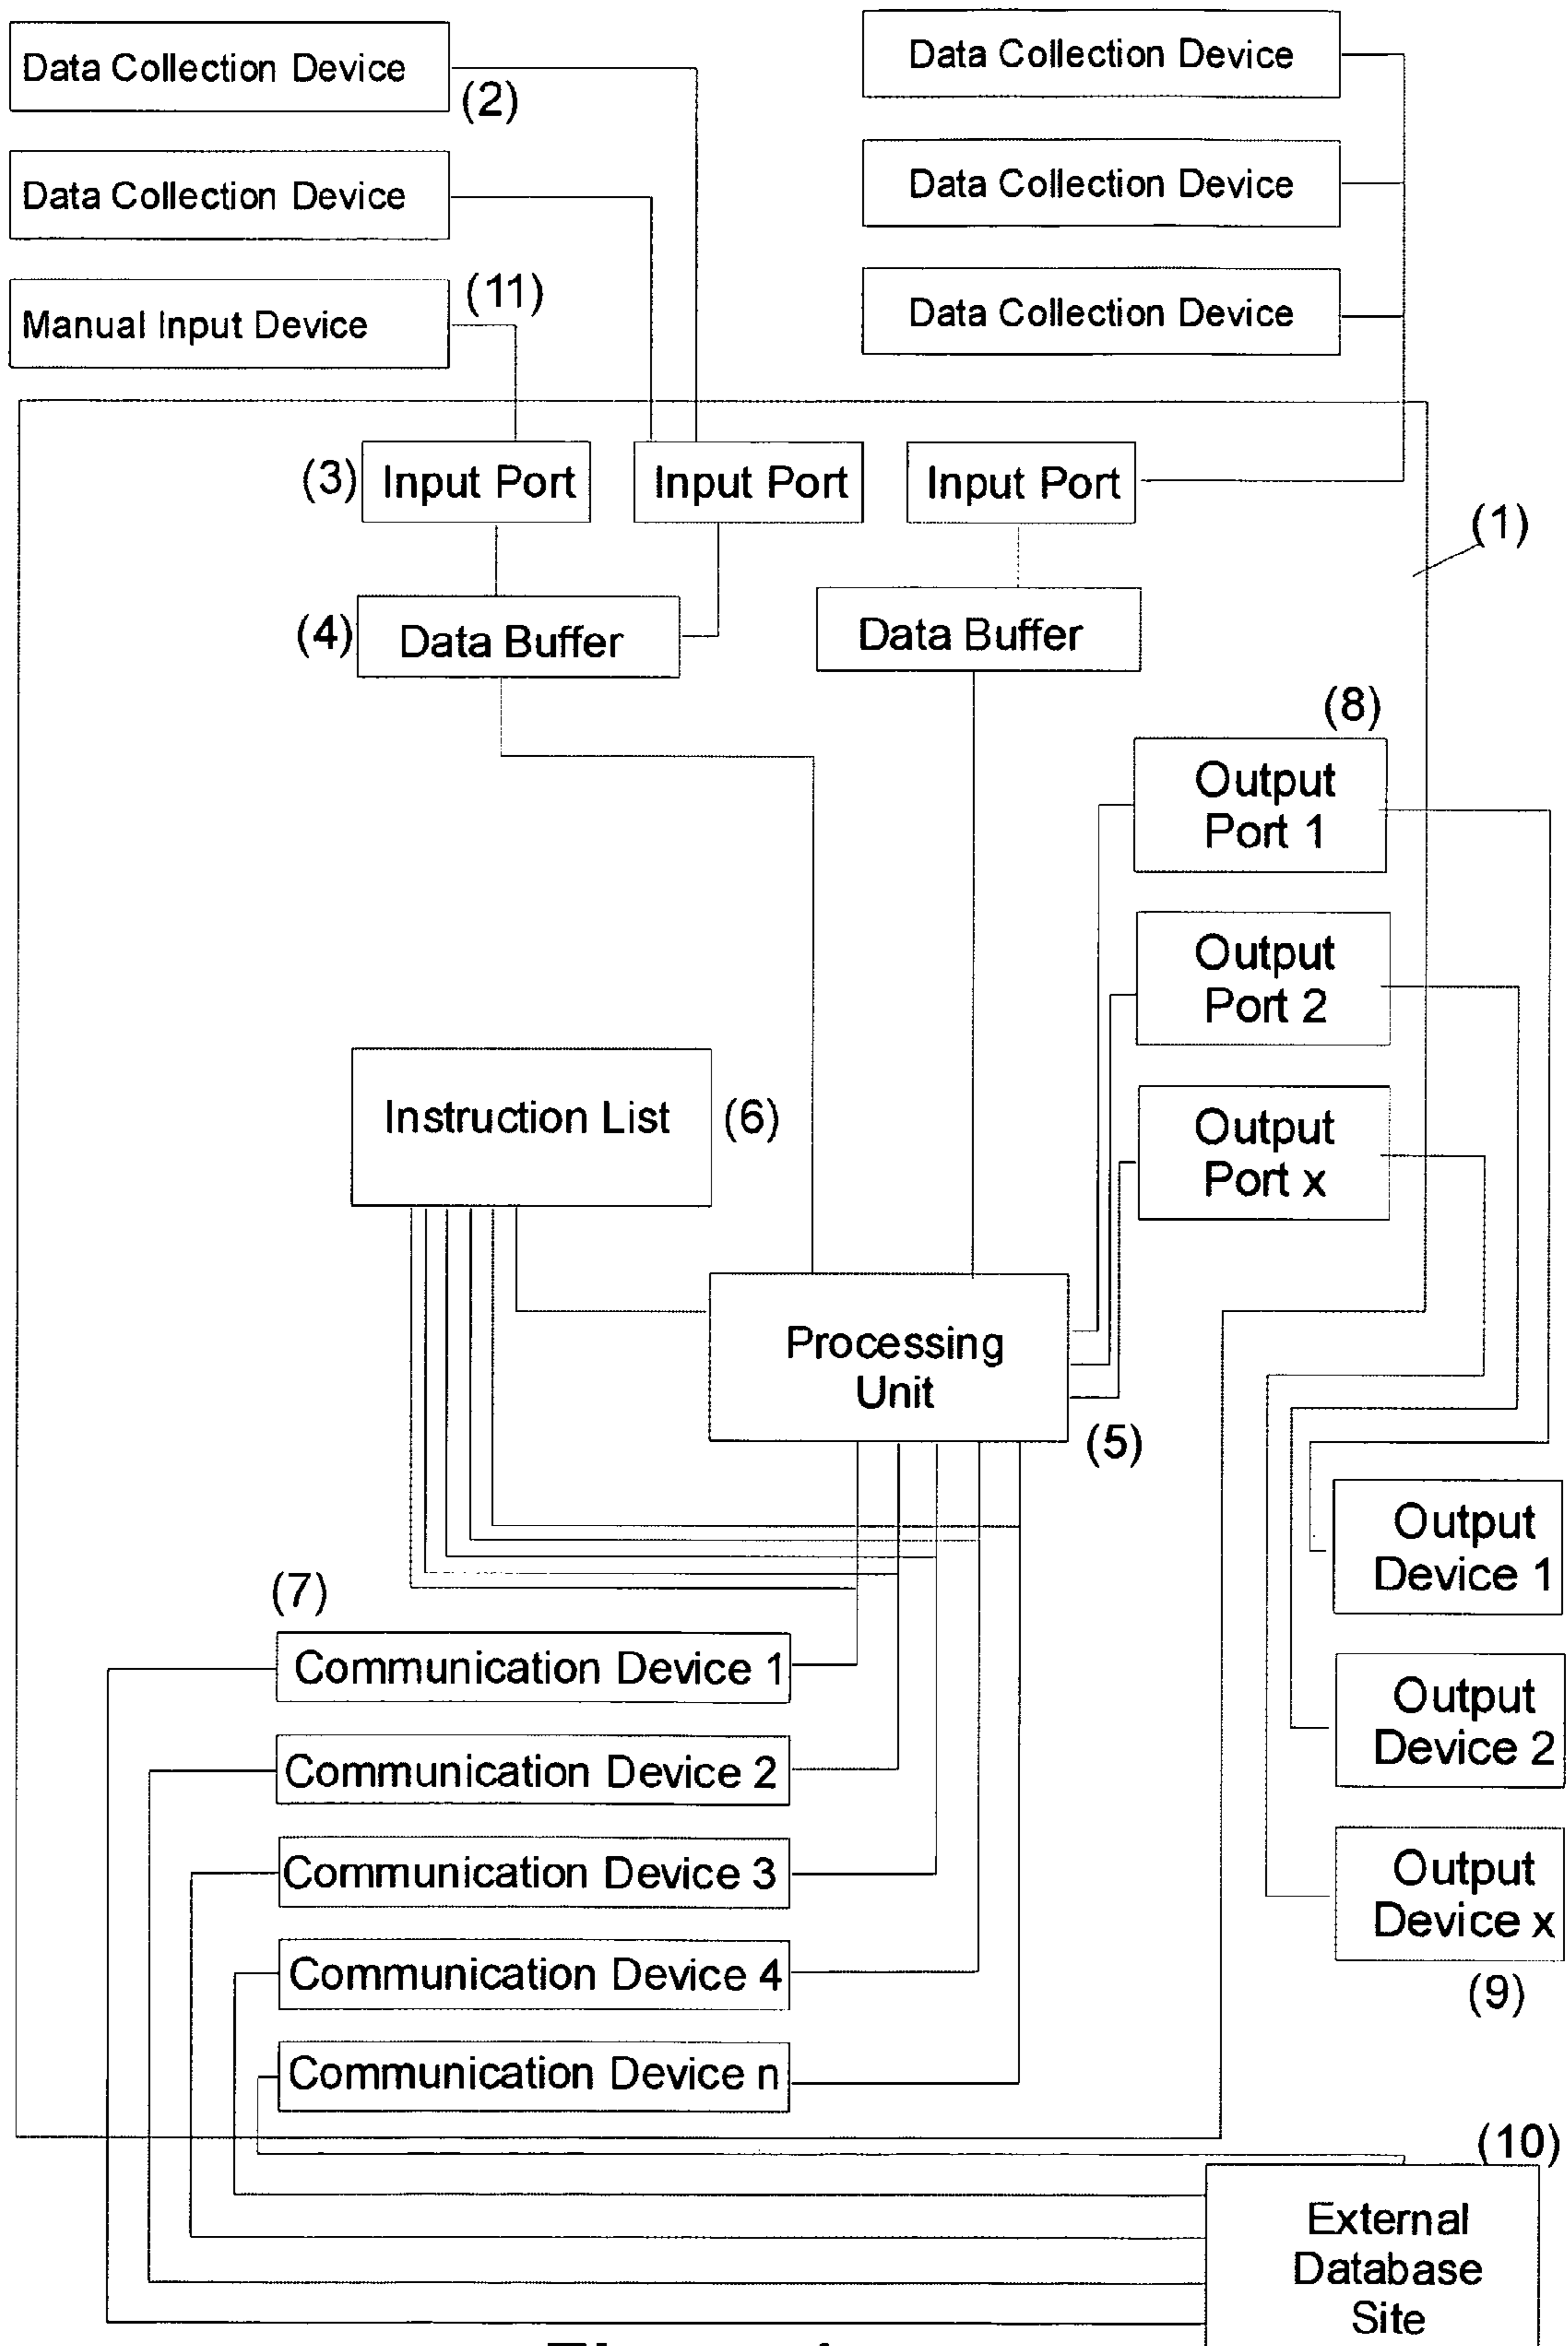 Data Collection Device
(2)
Data Collection Device
(11)
Manual Input Device
Data Collection Device
Data Collection Device
Data Collection Device
(3)
Input Port
Input Port
Input Port
(1)
(4)
Data Buffer
Data Buffer
(8)
Output
Port 1
Output
Port 2
Output
Port x
Instruction List
(6)
Processing
Unit
(5)
Output
Device 1
Output
Device 2
Output
Device x
(9)
(7)
Communication Device 1
Communication Device 2
Communication Device 3
Communication Device 4
Communication Device n
(10)
External
Database
Site